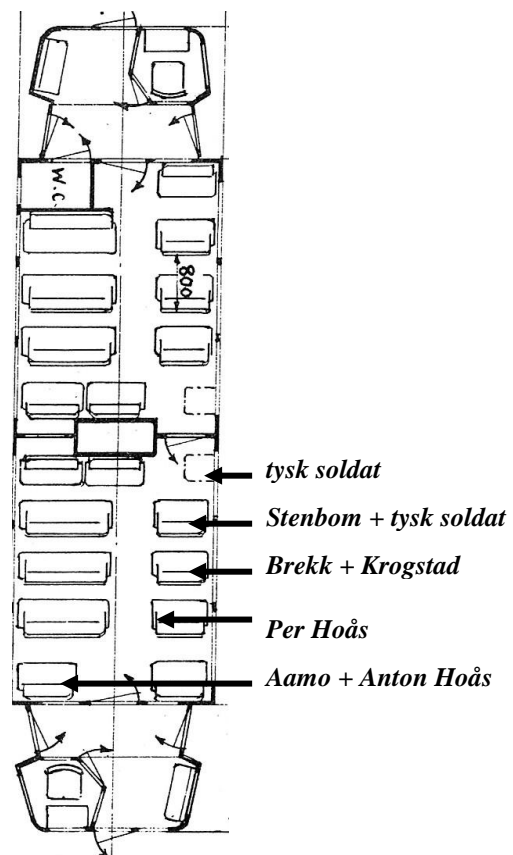 W.C.
800
tysk soldat
Stenbom + tysk soldat
Brekk + Krogstad
Per Hoås
Aamo + Anton Hoås